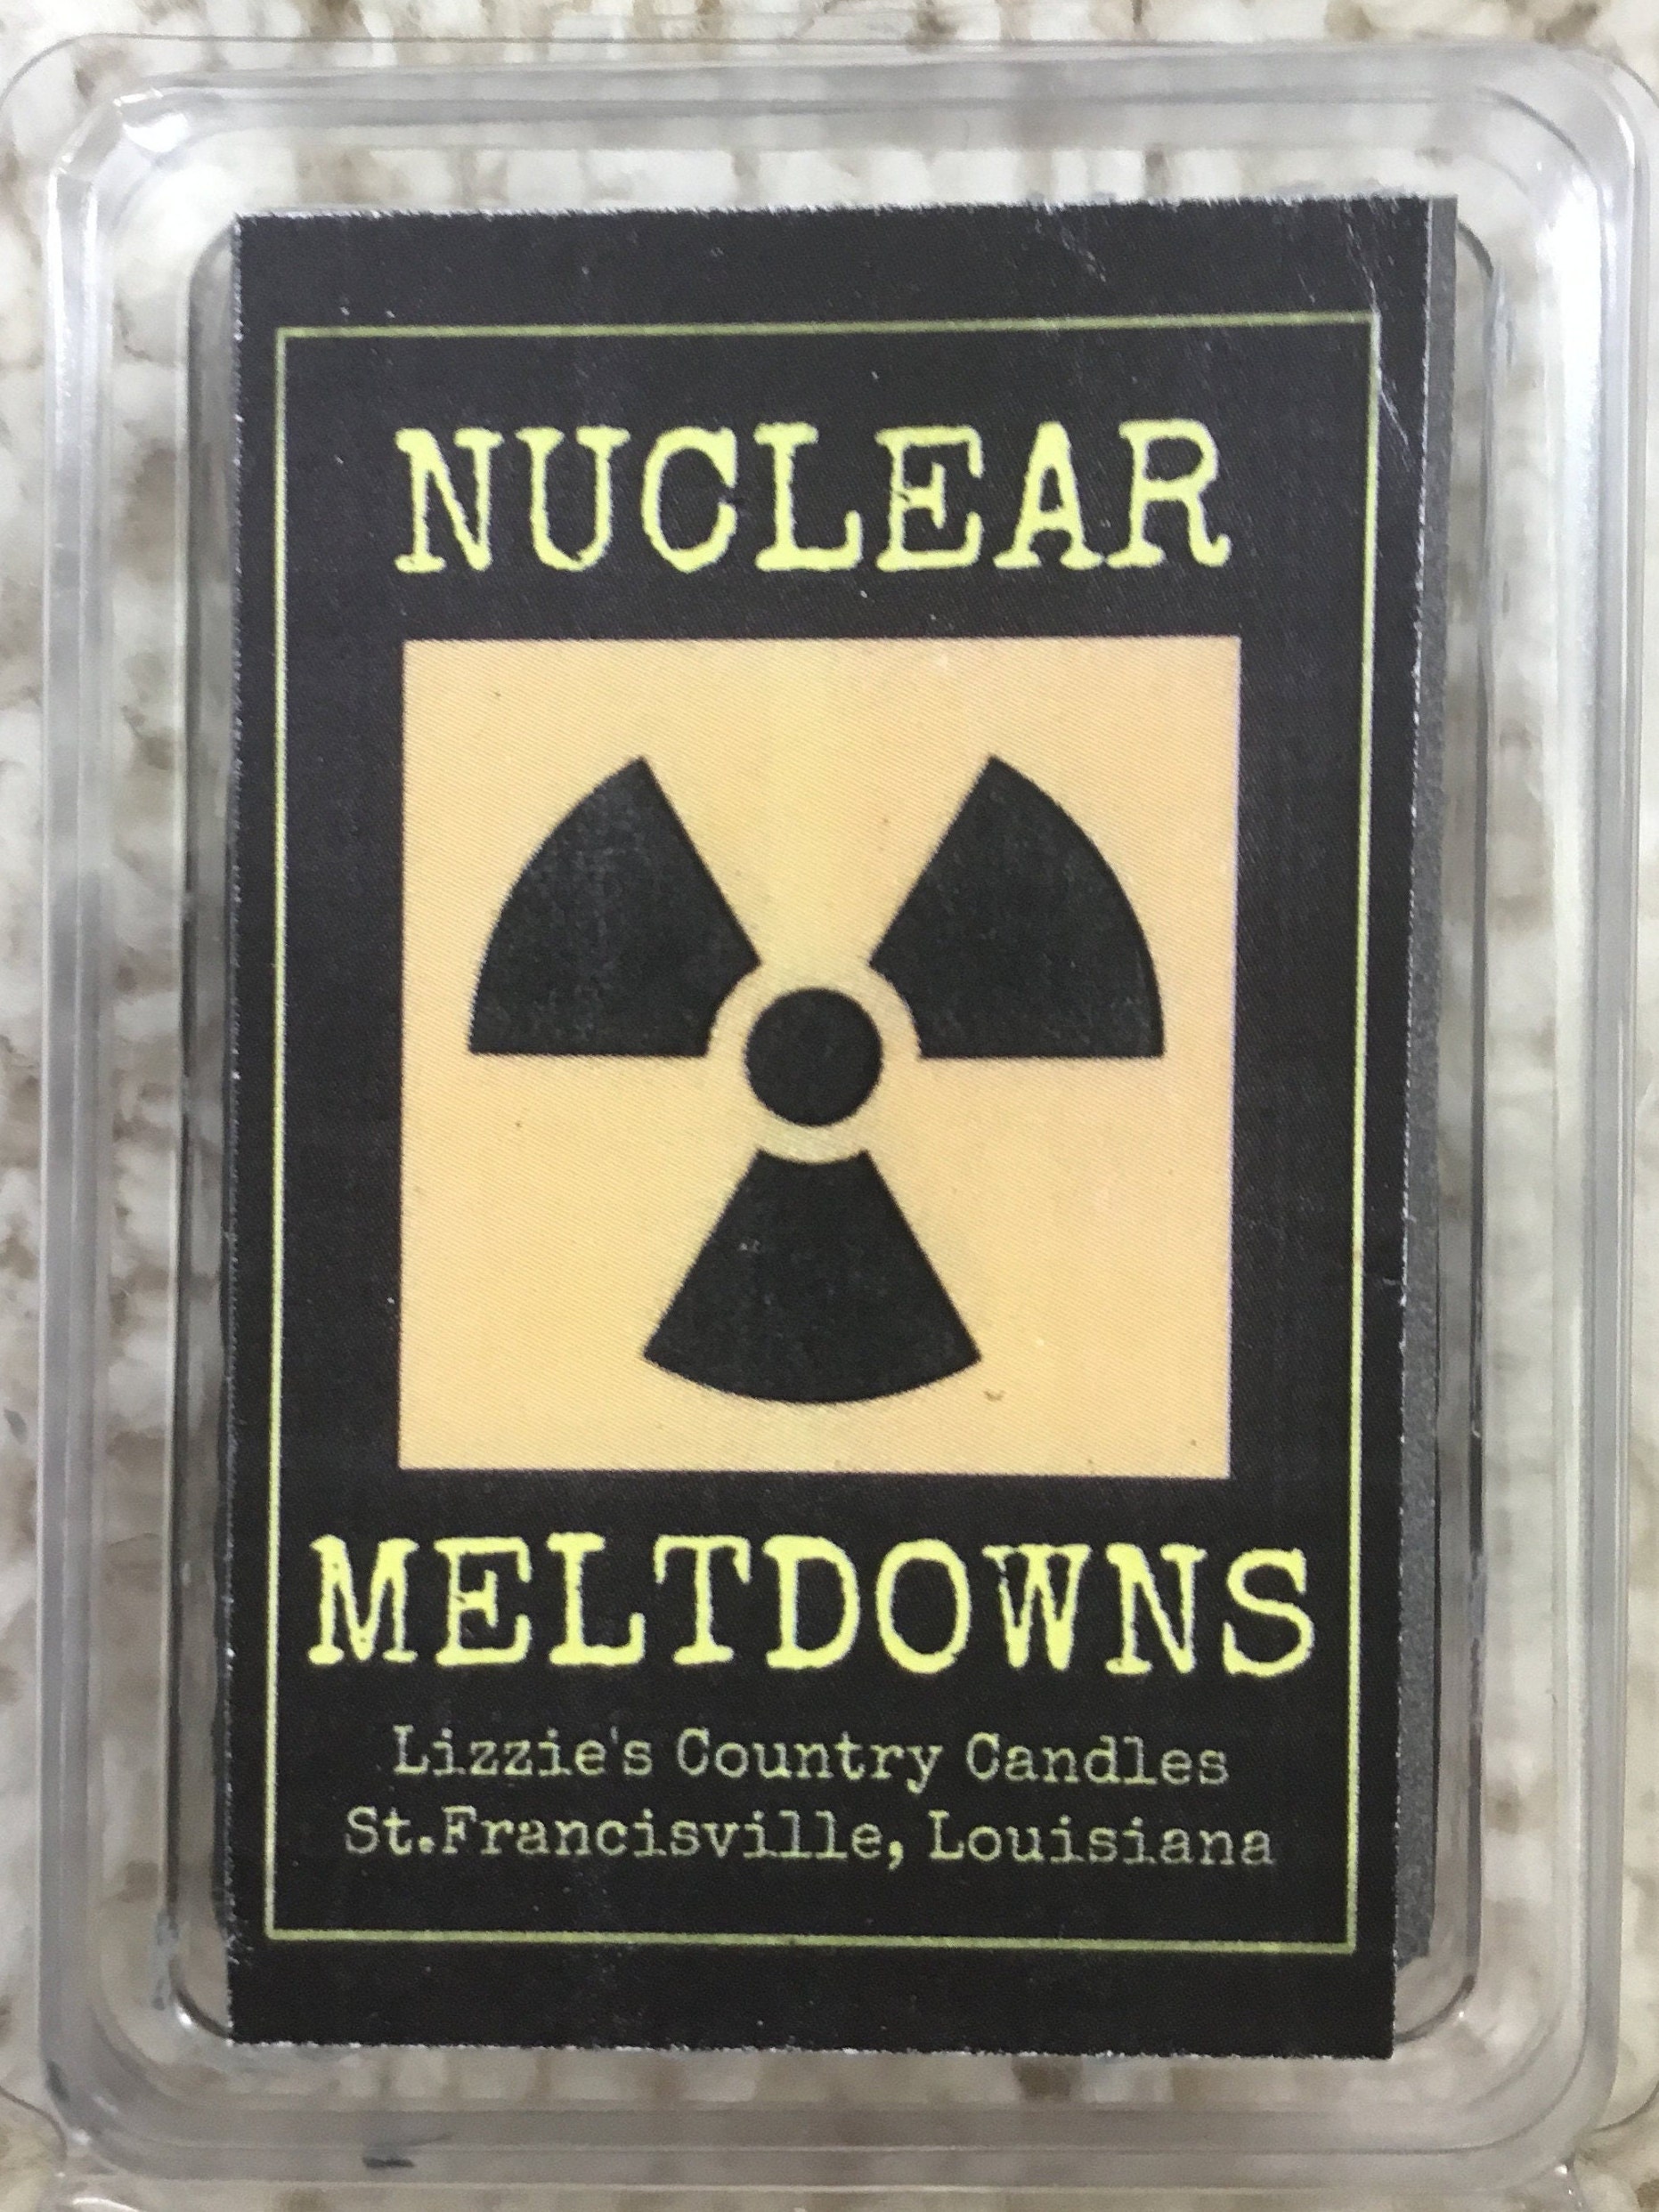 NUCLEAR
MELTDOWNS
Lizzie's Country Candles
St.Francisville, Louisiana